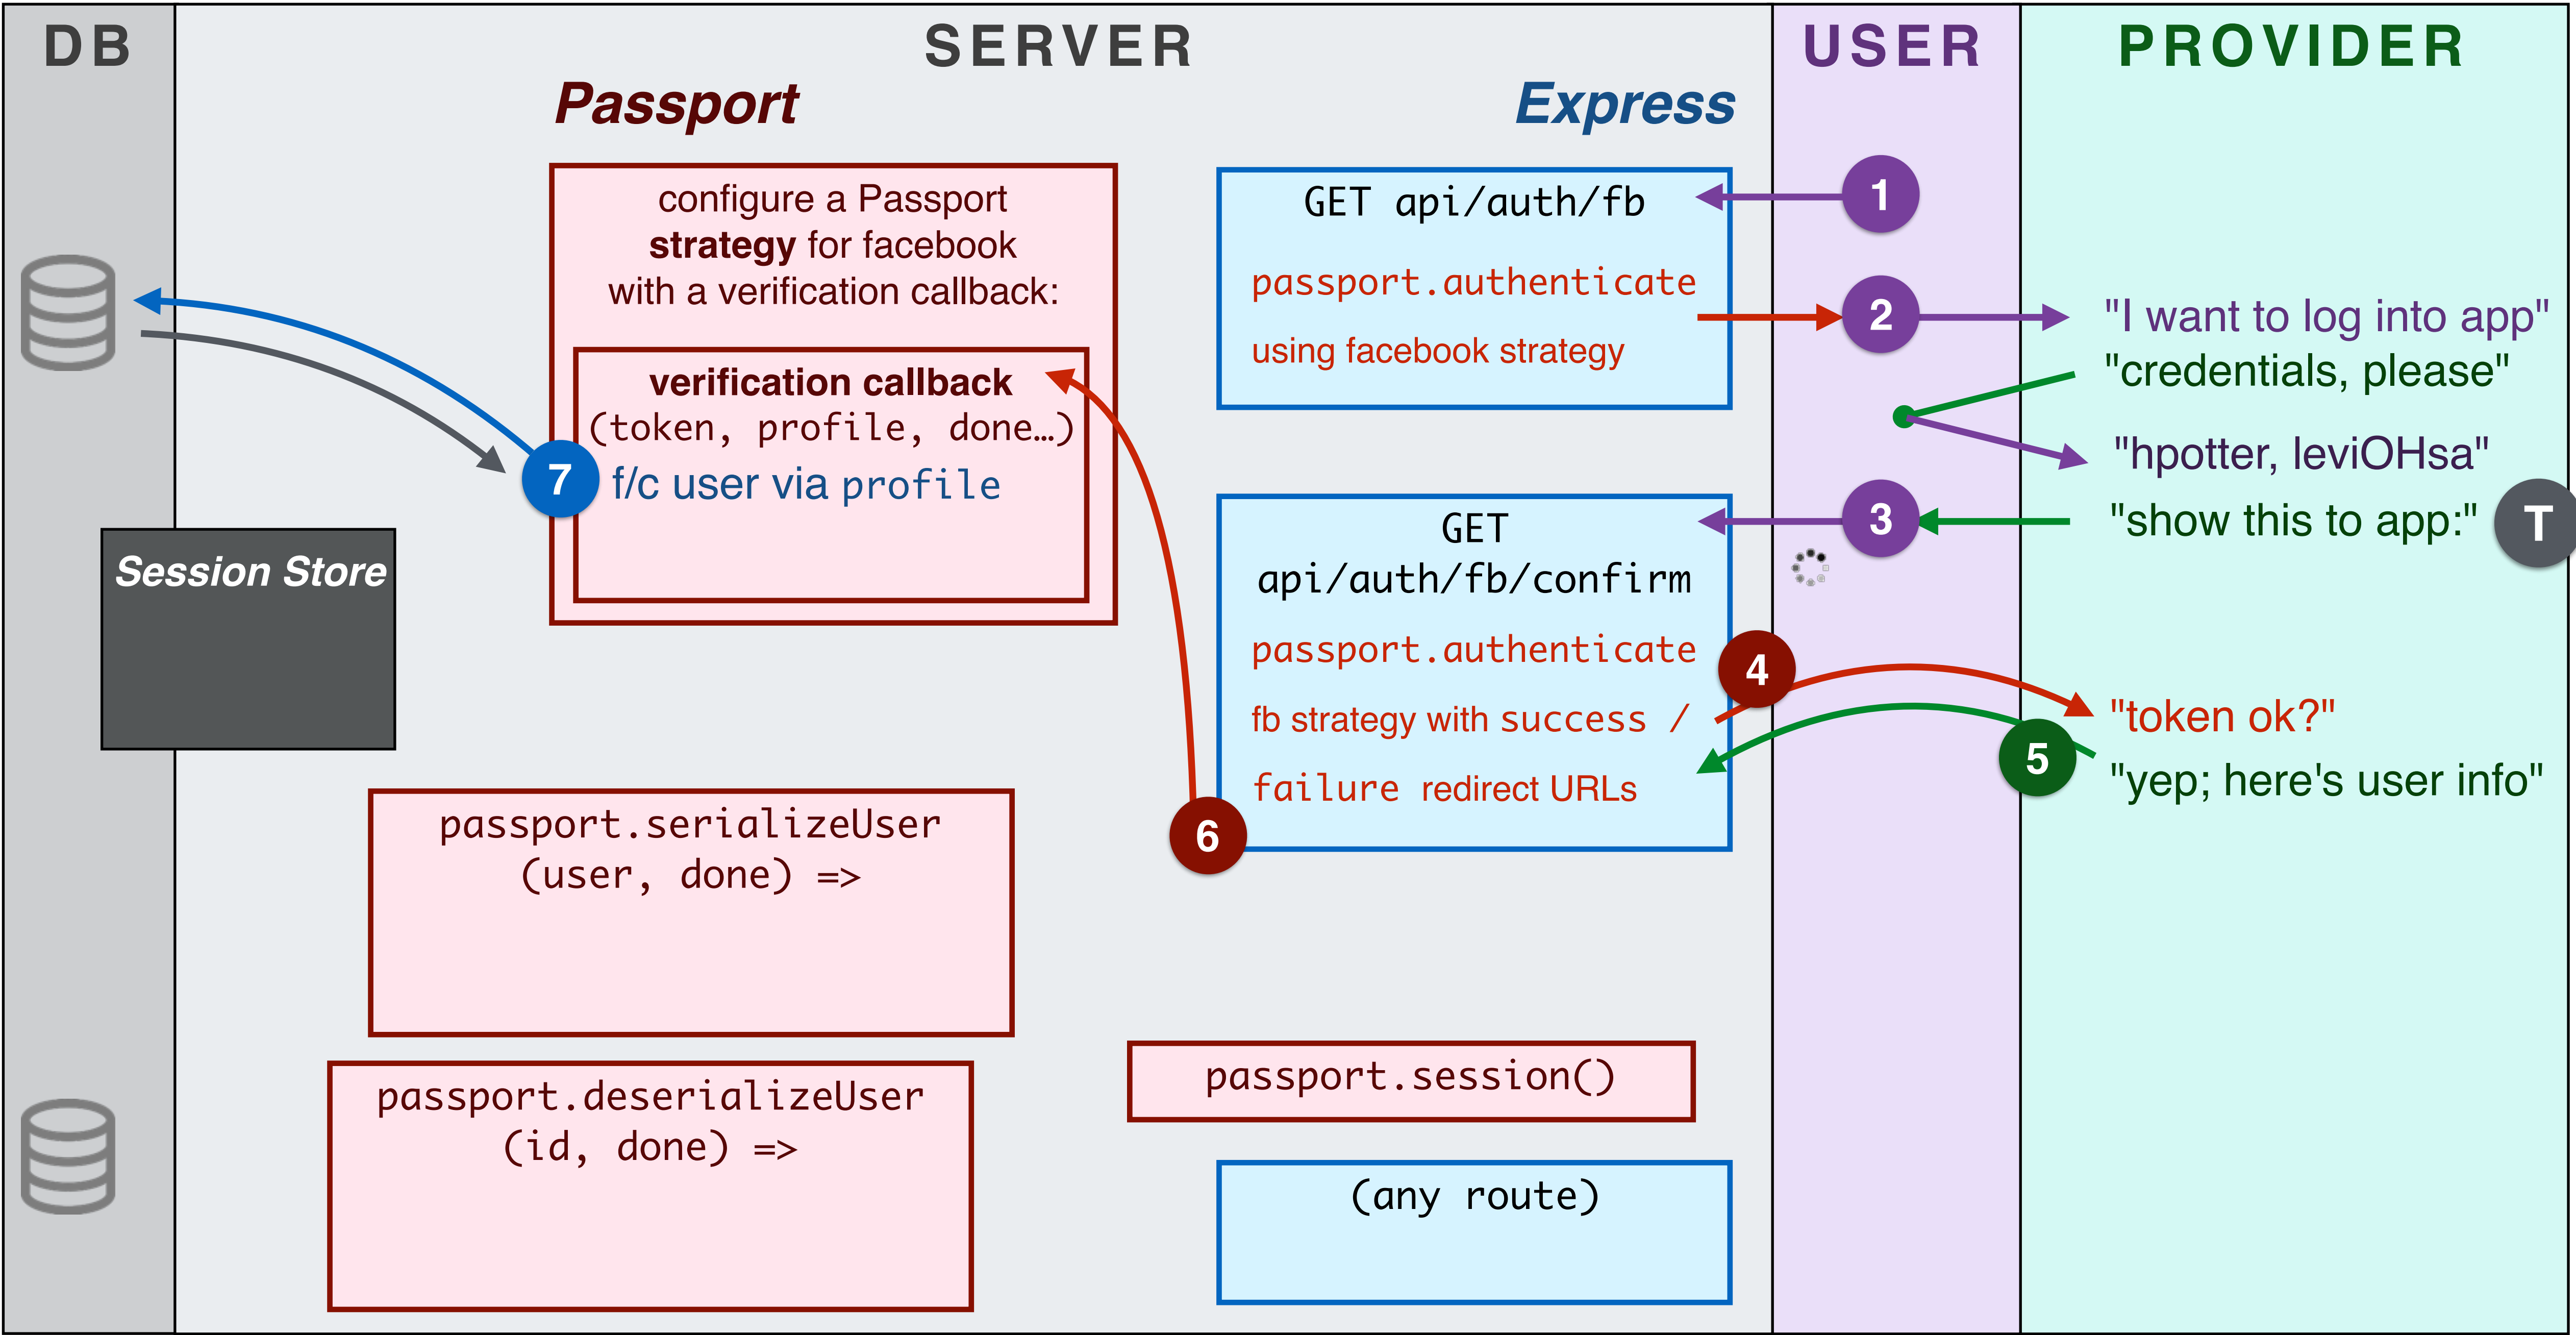 DB
SERVER
USER
PROVIDER
Passport
Express
configure a Passport
strategy for facebook
with a verification callback:
verification callback
(token, profile, done…)
7
f/c user via profile
Session Store
passport.serializeUser
(user, done) =>
passport.deserializeUser
(id, done) =>
GET api/auth/fb
passport.authenticate
using facebook strategy
GET
api/auth/fb/confirm
passport.authenticate
fb strategy with success /
failure redirect URLs
6
passport.session()
(any route)
1
2
3
4
5
"I want to log into app"
"credentials, please"
"hpotter, leviOHsa"
"show this to app:"
T
"token ok?"
"yep; here's user info"